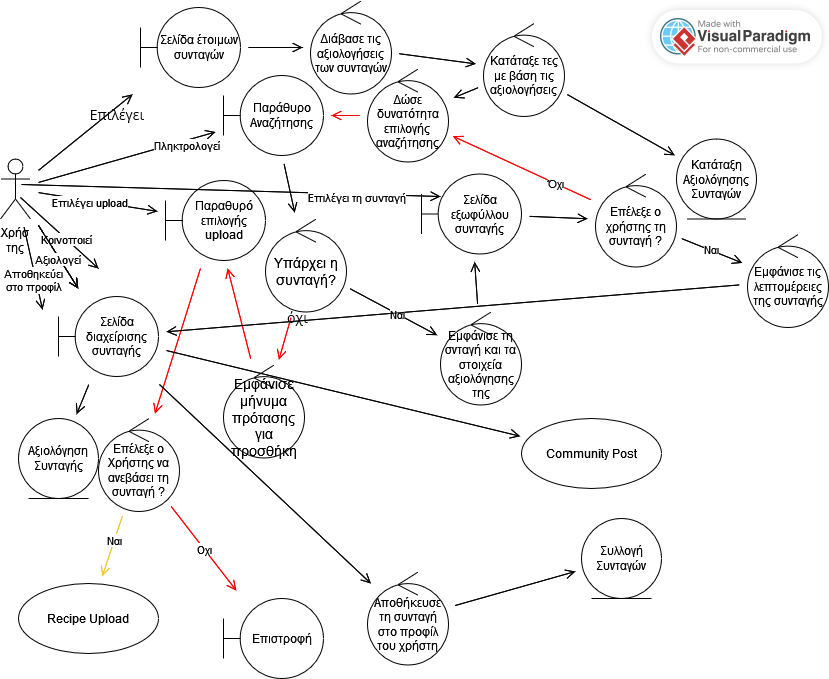 Σελίδα έτοιμων
συνταγών
Διάβασε τις
αξιολογήσεις
των συνταγών
Κατάταξε τες
με βάση τις
αξιολογήσεις
Made with
VisualParadigm
For non-commercial use
Επιλέγει
Παράθυρο
Αναζήτησης
Δώσε
δυνατότητα
επιλογής
αναζήτησης
Πληκτρολογεί
Κατάταξη
Αξιολόγησης
Συνταγών
Όχι
Επιλέγει upload
Παραθυρό
επιλογής
upload
Επιλέγει τη συνταγή
Σελίδα
εξωφύλλου
συνταγής
Επέλεξε ο
χρήστης τη
συνταγή ?
Ναι
Χρήσ
της
Κοινοποιεί
Αξιολογεί
Αποθηκεύει
στο προφίλ
Υπάρχει η
συνταγή?
Εμφάνισε τις
λεπτομέρειες
της συνταγής
Σελίδα
διαχείρισης
συνταγής
όχι
Ναι
Εμφάνισε τη
σνταγή και τα
στοιχεία
αξιολόγησης
της
Εμφάνισε
μήνυμα
πρότασης
για
προσθήκη
Αξιολόγηση
Συνταγής
Επέλεξε ο
Χρήστης να
ανεβάσει τη
συνταγή ?
Community Post
Ναι
Οχι
Συλλογή
Συνταγών
Recipe Upload
Επιστροφή
Αποθήκευσε
τη συνταγή
στο προφίλ
του χρήστη